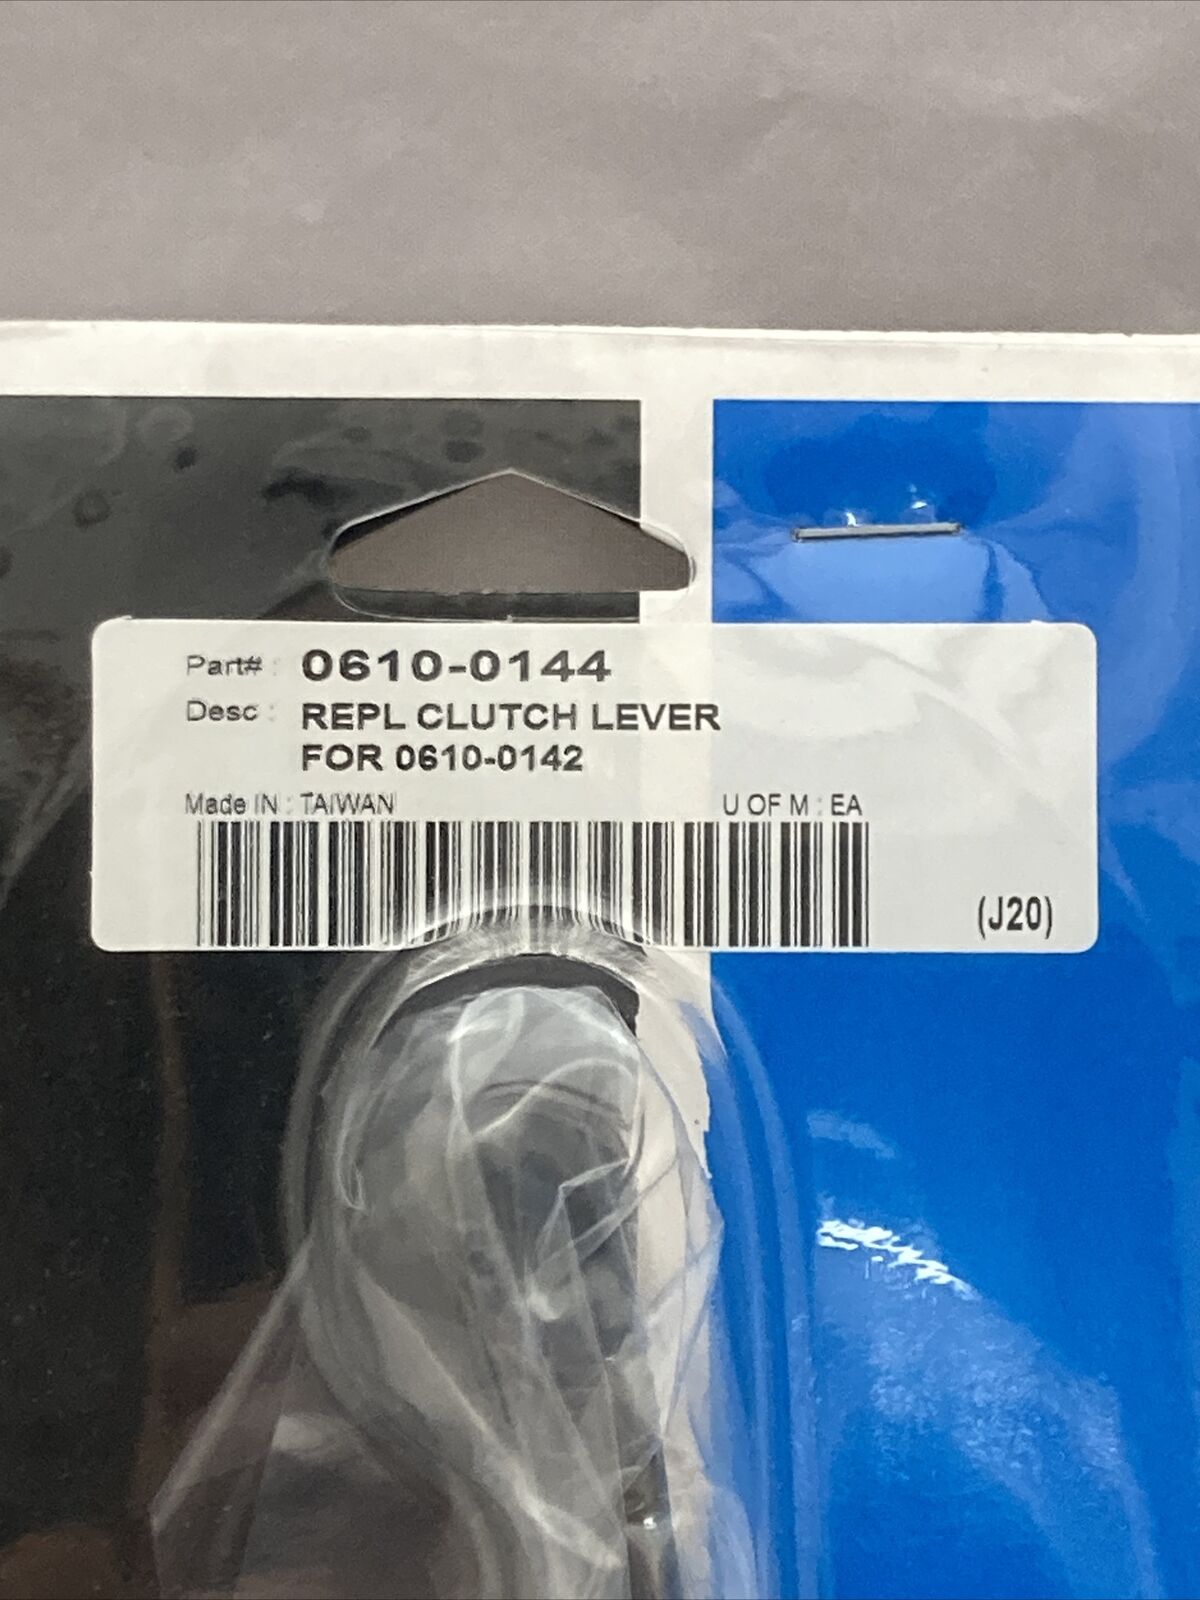 Part# : 0610-0144
Desc : REPL CLUTCH LEVER
FOR 0610-0142
Made IN : TAIWAN U OF M : EA
(J20)